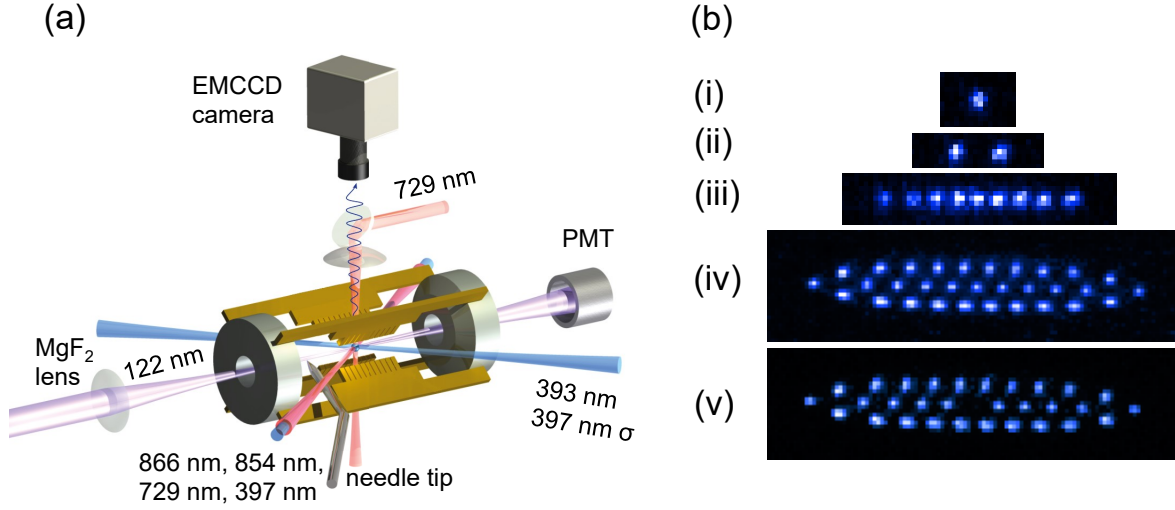 (a)
EMCCD
camera
729 nm
PMT
MgF₂
lens
122 nm
393 nm
397 nm σ
866 nm, 854 nm,
729 nm, 397 nm
needle tip
(b)
(i)
(ii)
(iii)
(iv)
(v)